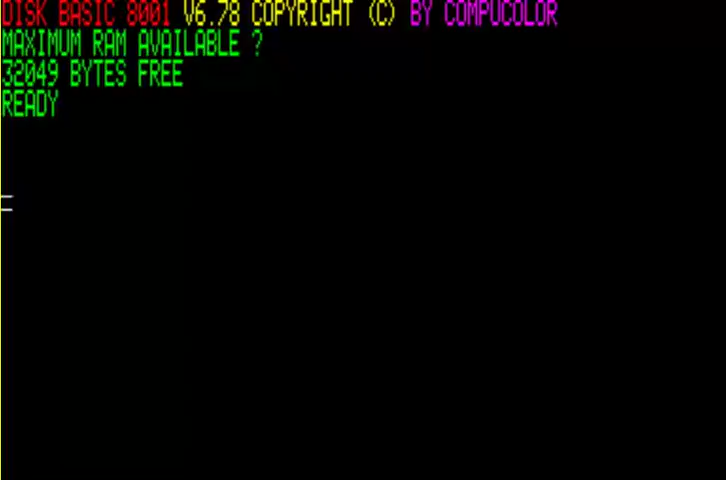 DISK BASIC 8001 V6.78 COPYRIGHT (C) BY COMPUCOLOR
MAXIMUM RAM AVAILABLE ?
32049 BYTES FREE
READY